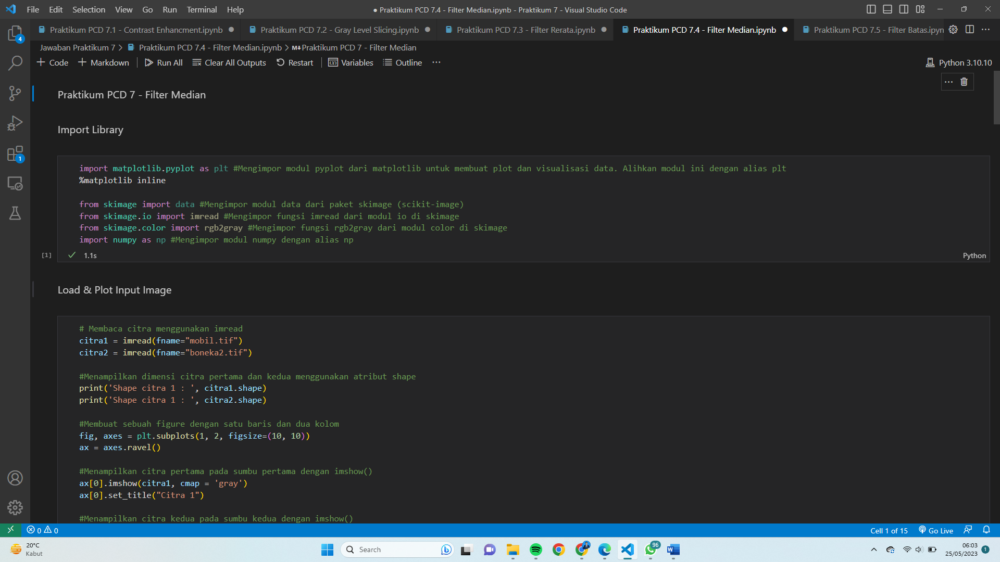 File Edit Selection View Go Run Terminal Help
● Praktikum PCD 7.4 - Filter Median.ipynb - Praktikum 7 - Visual Studio Code
Praktikum PCD 7.1 - Contrast Enhancment.ipynb
Praktikum PCD 7.2 - Gray Level Slicing.ipynb
Praktikum PCD 7.3 - Filter Rerata.ipynb
Praktikum PCD 7.4 - Filter Median.ipynb
Praktikum PCD 7.5 - Filter Batas.ipyn
Jawaban Praktikum 7 > Praktikum PCD 7.4 - Filter Median.ipynb > M↓Praktikum PCD 7 - Filter Median
+ Code + Markdown | Run All Clear All Outputs Restart | Variables Outline ...
Python 3.10.10
4
1
Praktikum PCD 7 - Filter Median
Import Library
import matplotlib.pyplot as plt #Mengimpor modul pyplot dari matplotlib untuk membuat plot dan visualisasi data. Alihkan modul ini dengan alias plt
%matplotlib inline
from skimage import data #Mengimpor modul data dari paket skimage (scikit-image)
from skimage.io import imread #Mengimpor fungsi imread dari modul io di skimage
from skimage.color import rgb2gray #Mengimpor fungsi rgb2gray dari modul color di skimage
import numpy as np #Mengimpor modul numpy dengan alias np
[1] ✓ 1.1s
Python
Load & Plot Input Image
# Membaca citra menggunakan imread
citra1 = imread(fname="mobil.tif")
citra2 = imread(fname="boneka2.tif")
#Menampilkan dimensi citra pertama dan kedua menggunakan atribut shape
print('Shape citra 1 : ', citra1.shape)
print('Shape citra 1 : ', citra2.shape)
#Membuat sebuah figure dengan satu baris dan dua kolom
fig, axes = plt.subplots(1, 2, figsize=(10, 10))
ax = axes.ravel()
#Menampilkan citra pertama pada sumbu pertama dengan imshow()
ax[0].imshow(citra1, cmap = 'gray')
ax[0].set_title("Citra 1")
#Menampilkan citra kedua pada sumbu kedua dengan imshow()
0 0
Cell 1 of 15 Go Live
20°C
Kabut
Search
96
06:03
25/05/2023
1